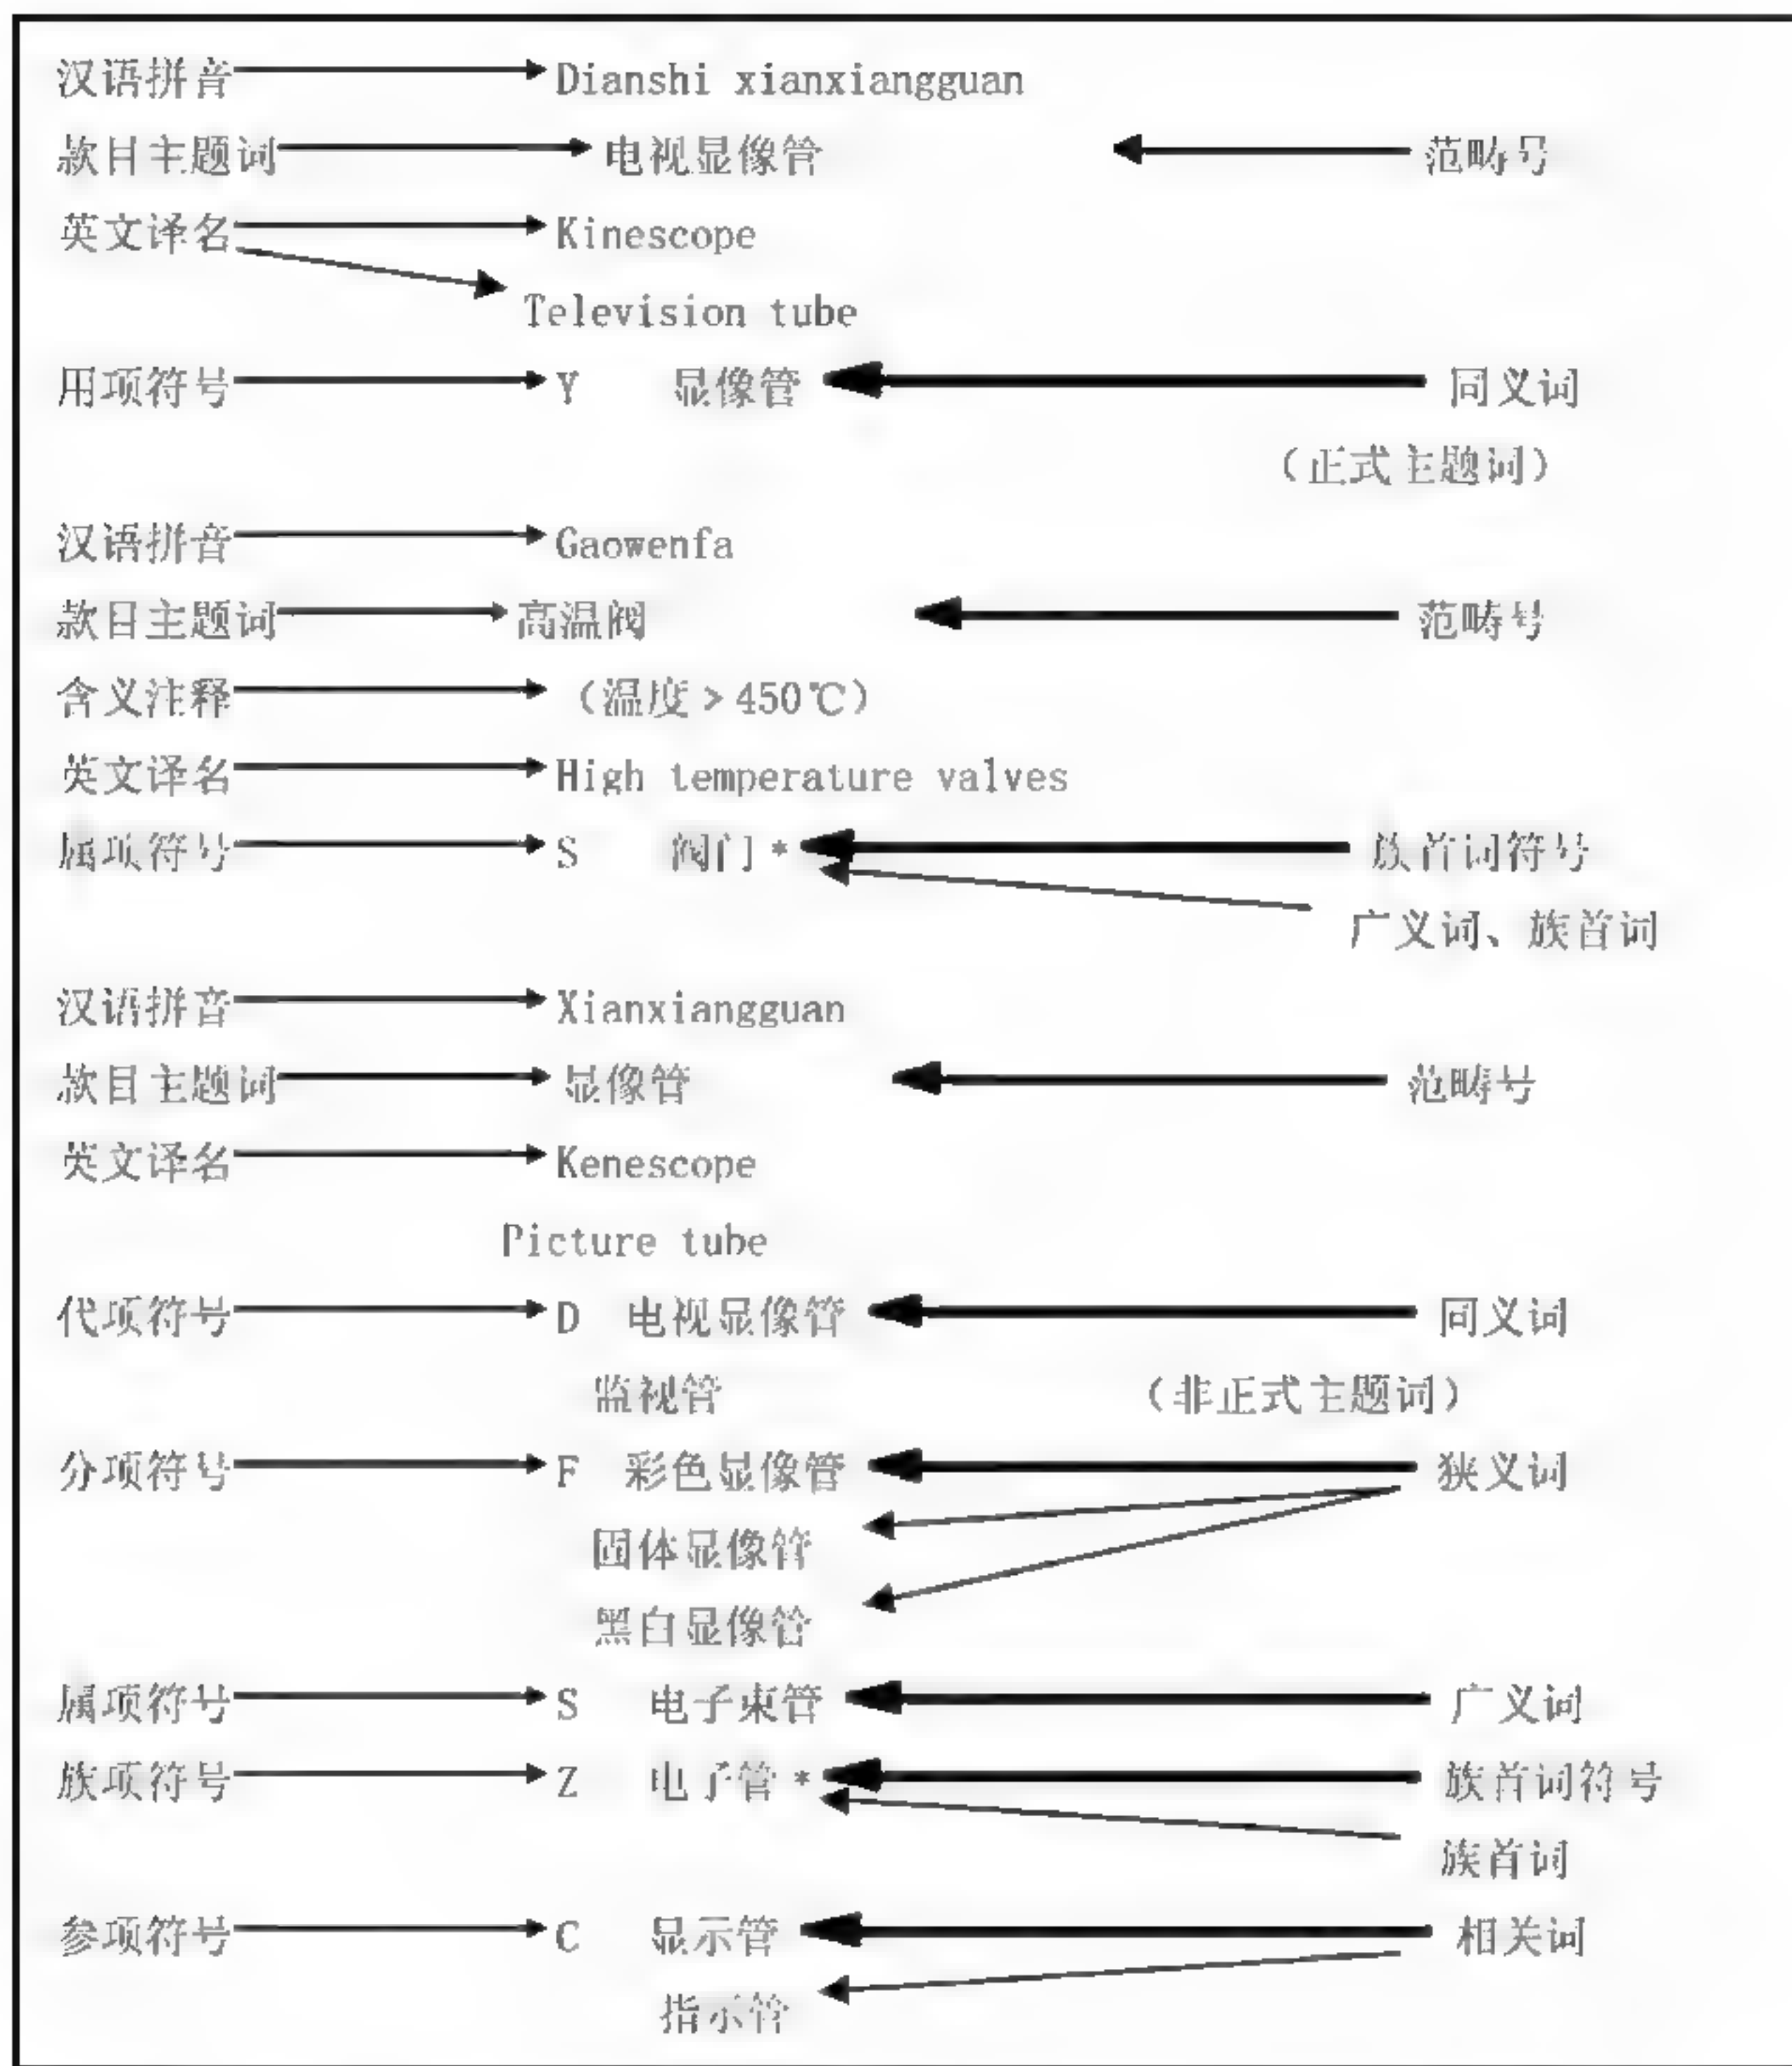 汉语拼音 Dianshi xianxiangguan
款目主题词 电视显像管 范畴号
英文译名 Kinescope
Television tube
用项符号 Y 显像管 同义词
（正式主题词）
汉语拼音 Gaowenfa
款目主题词 高温阀 范畴号
含义注释 （温度>450℃）
英文译名 High temperature valves
属项符号 S 阀门* 族首词符号
广义词、族首词
汉语拼音 Xianxiangguan
款目主题词 显像管 范畴号
英文译名 Kenescope
Picture tube
代项符号 D 电视显像管 同义词
监视管 （非正式主题词）
分项符号 F 彩色显像管 狭义词
固体显像管
黑白显像管
属项符号 S 电子束管 广义词
族项符号 Z 电子管* 族首词符号
族首词
参项符号 C 显示管 相关词
指示管